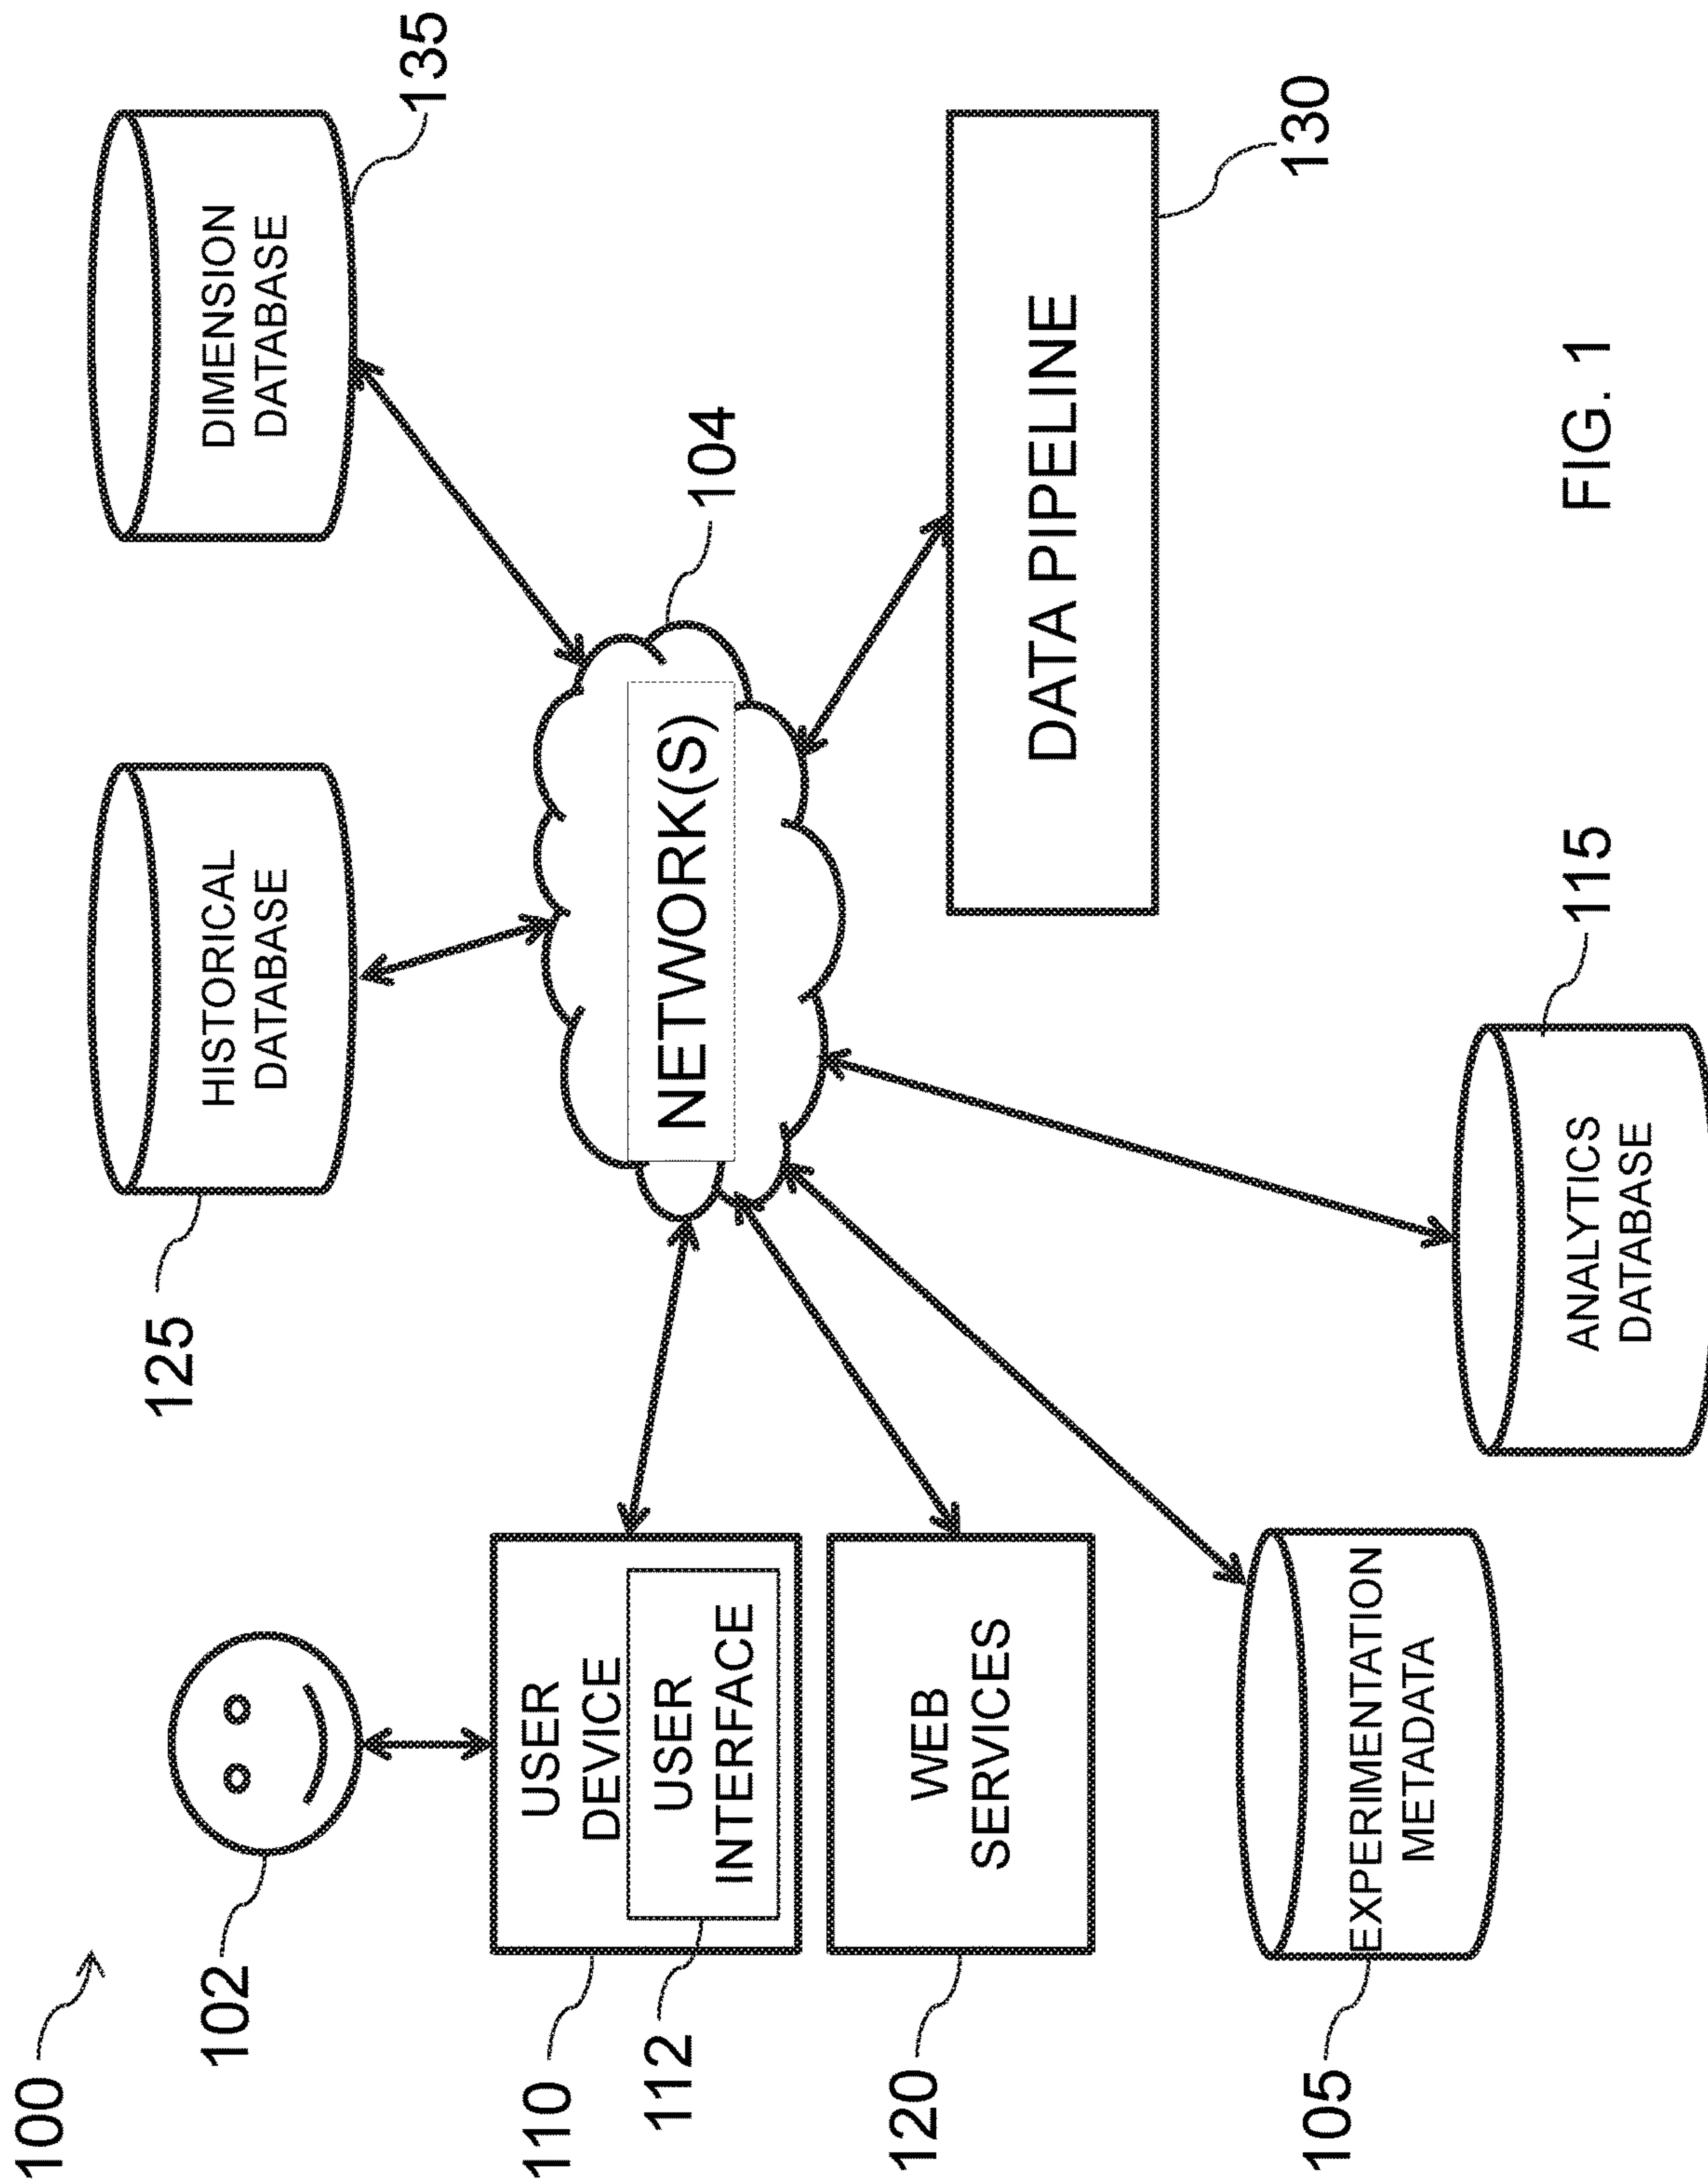 100
102
125
135
HISTORICAL
DATABASE
DIMENSION
DATABASE
110
USER
DEVICE
112
USER
INTERFACE
104
NETWORK(S)
120
WEB
SERVICES
DATA PIPELINE
130
105
EXPERIMENTATION
METADATA
115
ANALYTICS
DATABASE
FIG. 1